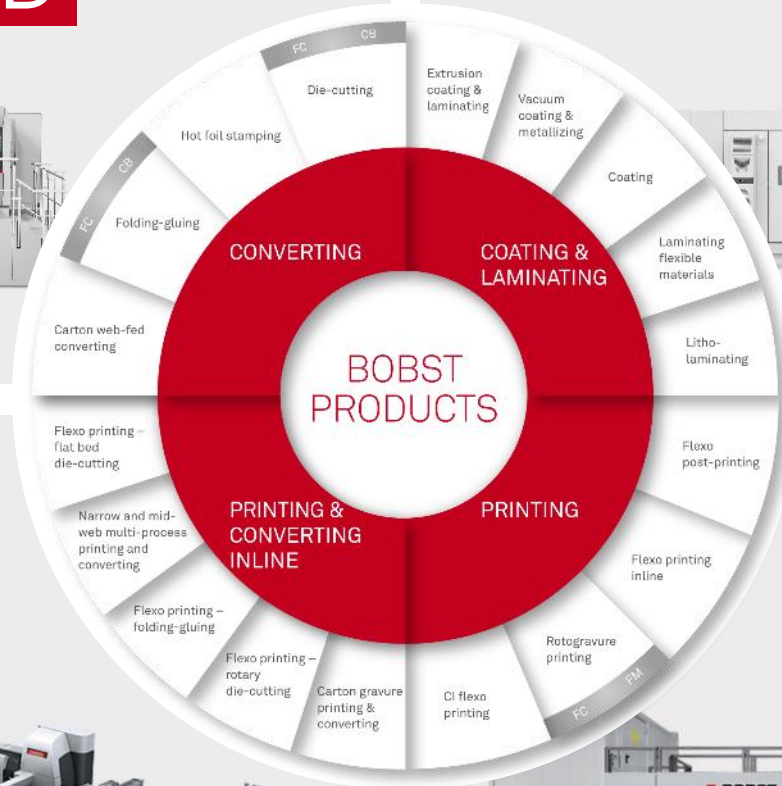 BOBST
PRODUCTS
CONVERTING
COATING &
LAMINATING
PRINTING &
CONVERTING
INLINE
PRINTING
FC
CB
Die-cutting
Extrusion
coating &
laminating
Vacuum
coating &
metallizing
Coating
Laminating
flexible
materials
Litho-
laminating
Flexo
post-printing
Flexo printing
inline
Rotogravure
printing
FC
FM
CI flexo
printing
Carton gravure
printing &
converting
Flexo printing –
rotary
die-cutting
Flexo printing –
folding-gluing
Narrow and mid-
web multi-process
printing and
converting
Flexo printing –
flat bed
die-cutting
Carton web-fed
converting
FC
CB
Folding-gluing
Hot foil stamping